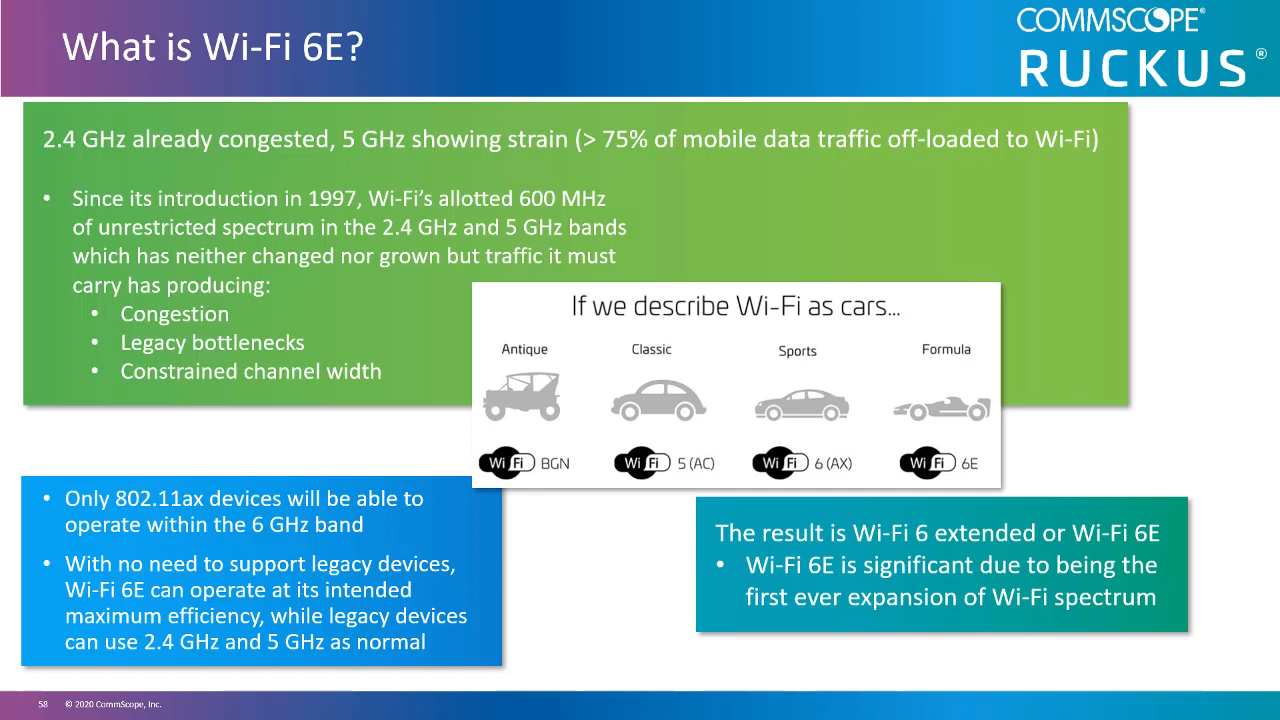 What is Wi-Fi 6E?
COMMSCOPE®
RUCKUS®
2.4 GHz already congested, 5 GHz showing strain (> 75% of mobile data traffic off-loaded to Wi-Fi)
• Since its introduction in 1997, Wi-Fi’s allotted 600 MHz
of unrestricted spectrum in the 2.4 GHz and 5 GHz bands
which has neither changed nor grown but traffic it must
carry has producing:
• Congestion
• Legacy bottlenecks
• Constrained channel width
If we describe Wi-Fi as cars...
Antique Classic Sports Formula
Wi Fi BGN Wi Fi 5 (AC) Wi Fi 6 (AX) Wi Fi 6E
• Only 802.11ax devices will be able to
operate within the 6 GHz band
• With no need to support legacy devices,
Wi-Fi 6E can operate at its intended
maximum efficiency, while legacy devices
can use 2.4 GHz and 5 GHz as normal
The result is Wi-Fi 6 extended or Wi-Fi 6E
• Wi-Fi 6E is significant due to being the
first ever expansion of Wi-Fi spectrum
58 © 2020 CommScope, Inc.